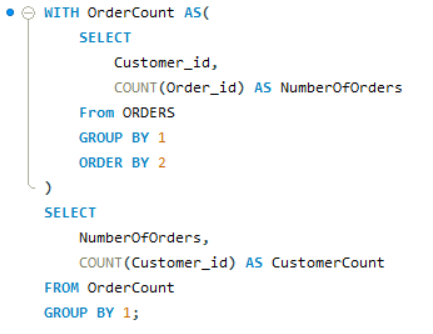 WITH OrderCount AS(
SELECT
Customer_id,
COUNT(Order_id) AS NumberOfOrders
From ORDERS
GROUP BY 1
ORDER BY 2
)
SELECT
NumberOfOrders,
COUNT(Customer_id) AS CustomerCount
FROM OrderCount
GROUP BY 1;